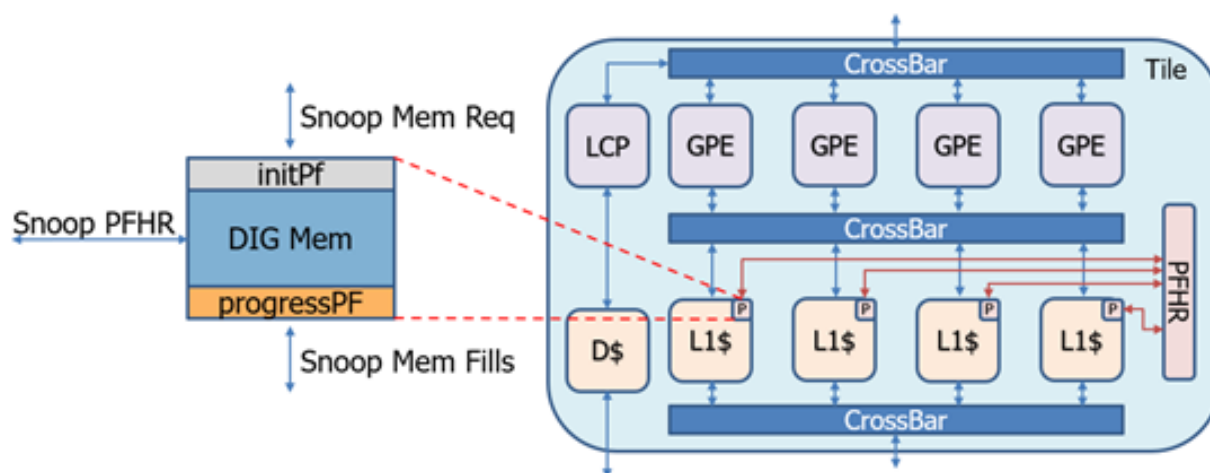 Snoop Mem Req
initPf
Snoop PFHR
DIG Mem
progressPF
Snoop Mem Fills
CrossBar
Tile
LCP
GPE
GPE
GPE
GPE
CrossBar
PFHR
P
P
P
P
D$
L1$
L1$
L1$
L1$
CrossBar